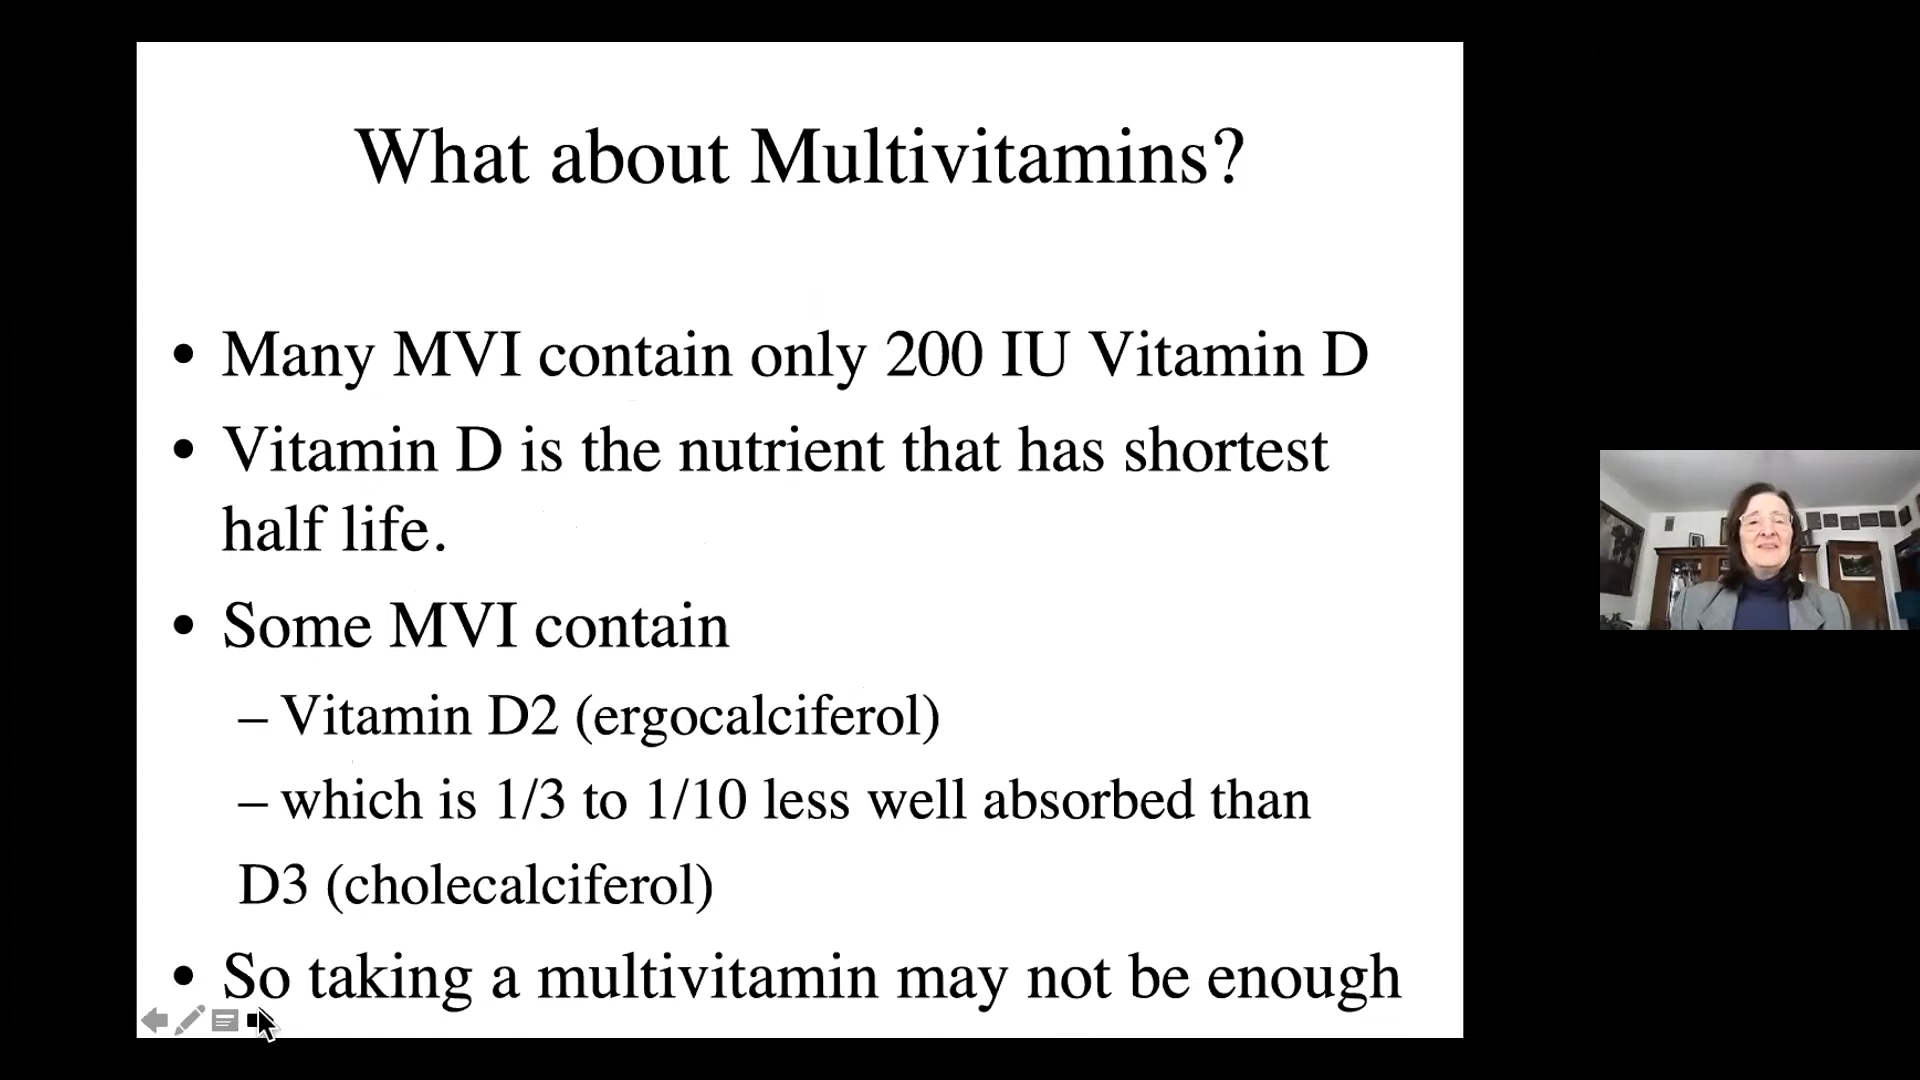 What about Multivitamins?
• Many MVI contain only 200 IU Vitamin D
• Vitamin D is the nutrient that has shortest
half life.
• Some MVI contain
– Vitamin D2 (ergocalciferol)
– which is 1/3 to 1/10 less well absorbed than
D3 (cholecalciferol)
• So taking a multivitamin may not be enough